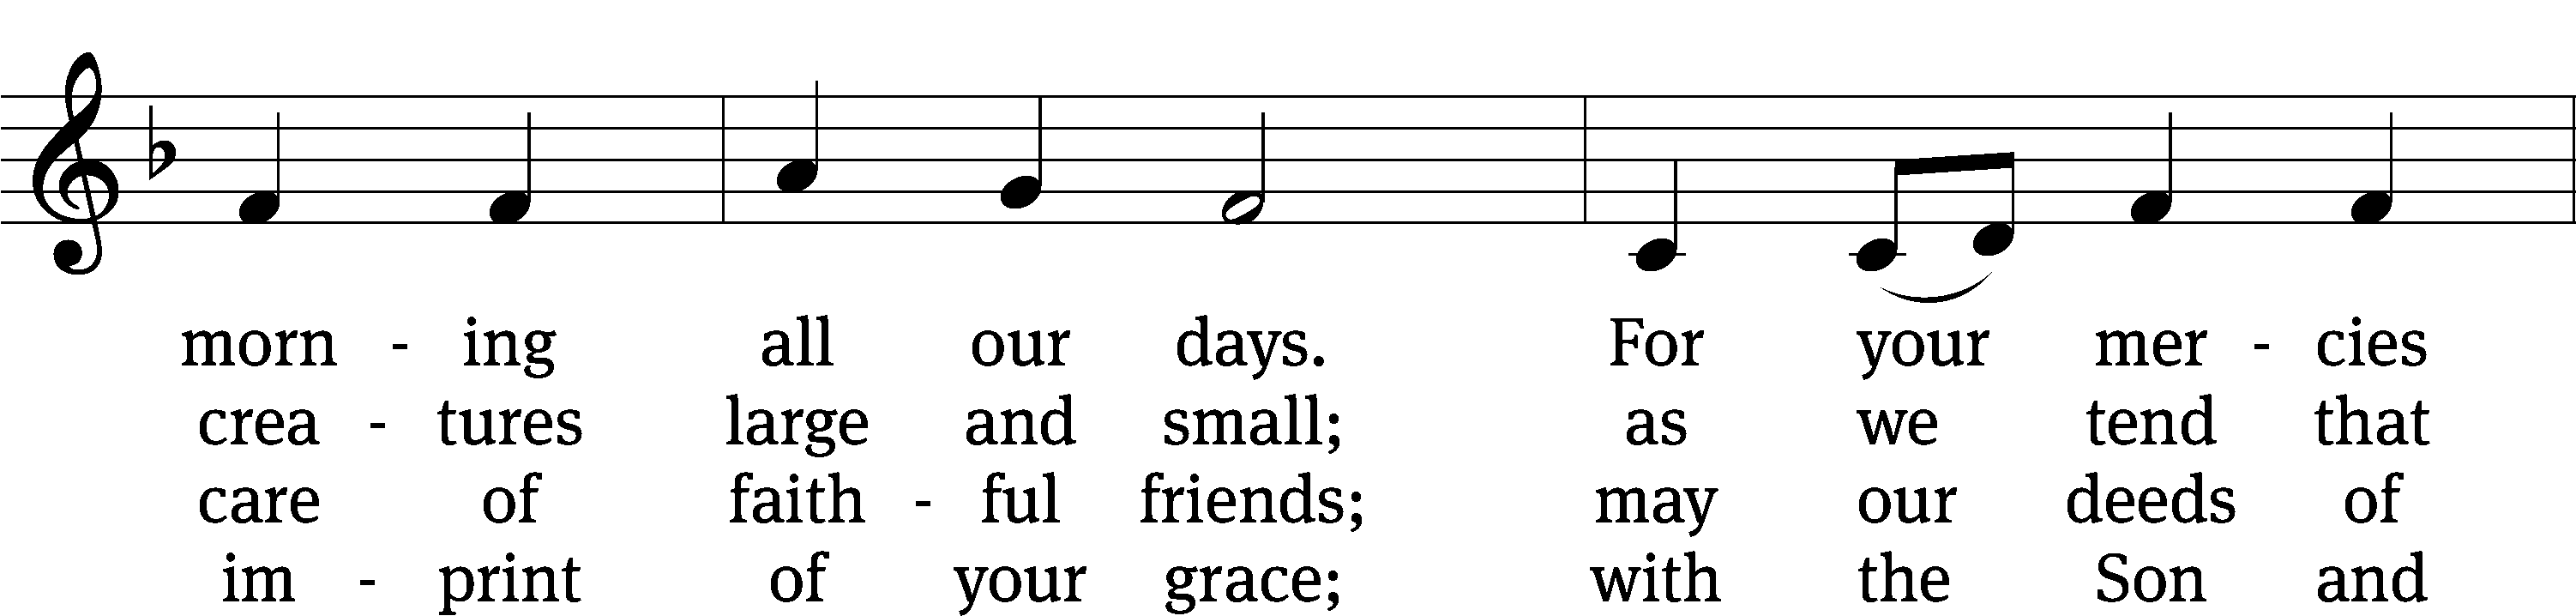 morn - ing all our days. For your mer - cies
crea - tures large and small; as we tend that
care of faith - ful friends; may our deeds of
im - print of your grace; with the Son and